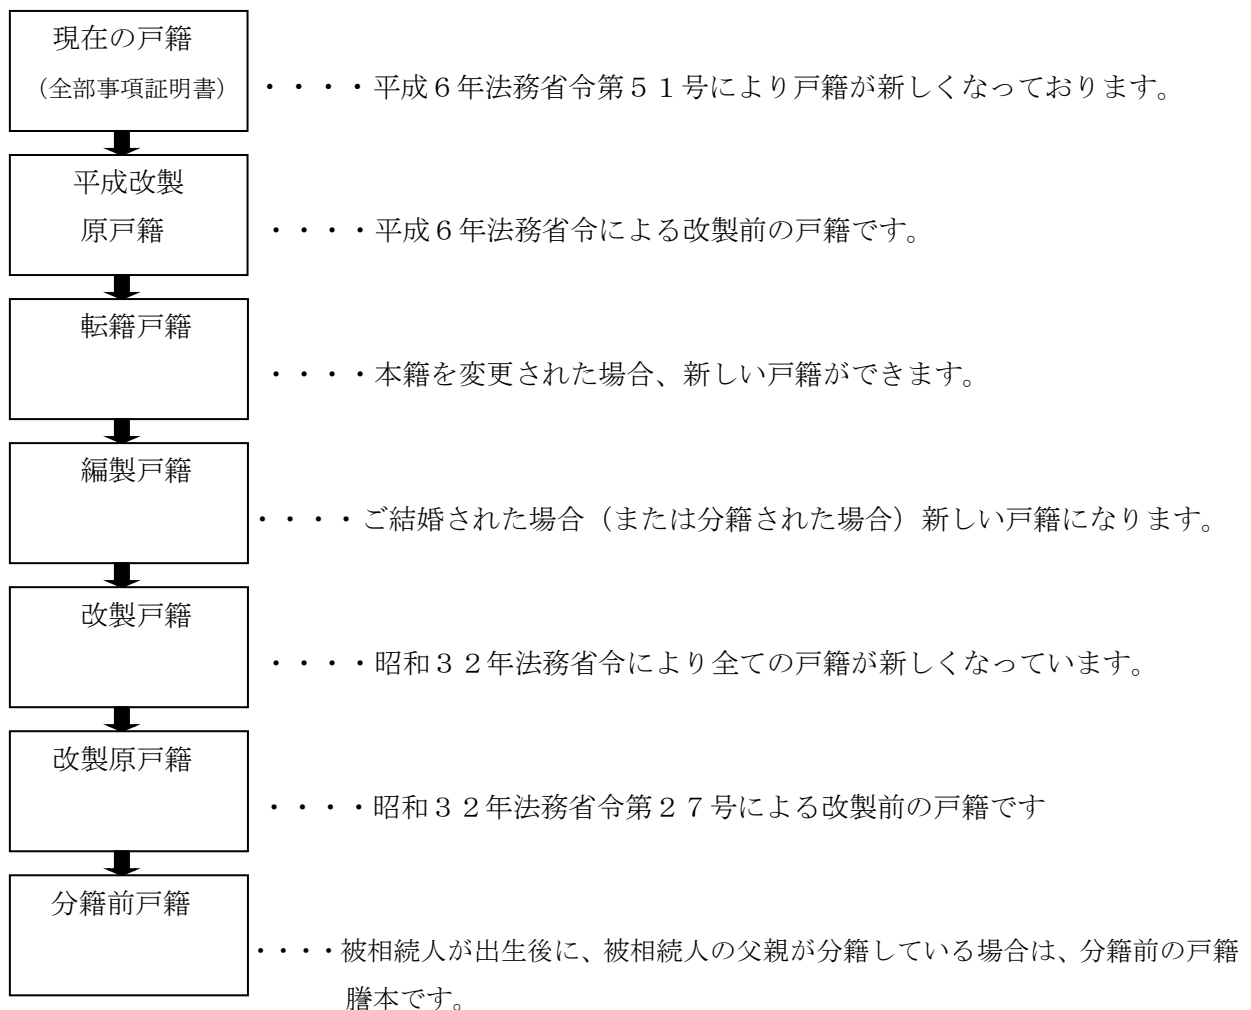 現在の戸籍
（全部事項証明書）
・・・・平成６年法務省令第５１号により戸籍が新しくなっております。
平成改製
原戸籍
・・・・平成６年法務省令による改製前の戸籍です。
転籍戸籍
・・・・本籍を変更された場合、新しい戸籍ができます。
編製戸籍
・・・・ご結婚された場合（または分籍された場合）新しい戸籍になります。
改製戸籍
・・・・昭和３２年法務省令により全ての戸籍が新しくなっています。
改製原戸籍
・・・・昭和３２年法務省令第２７号による改製前の戸籍です
分籍前戸籍
・・・・被相続人が出生後に、被相続人の父親が分籍している場合は、分籍前の戸籍
謄本です。